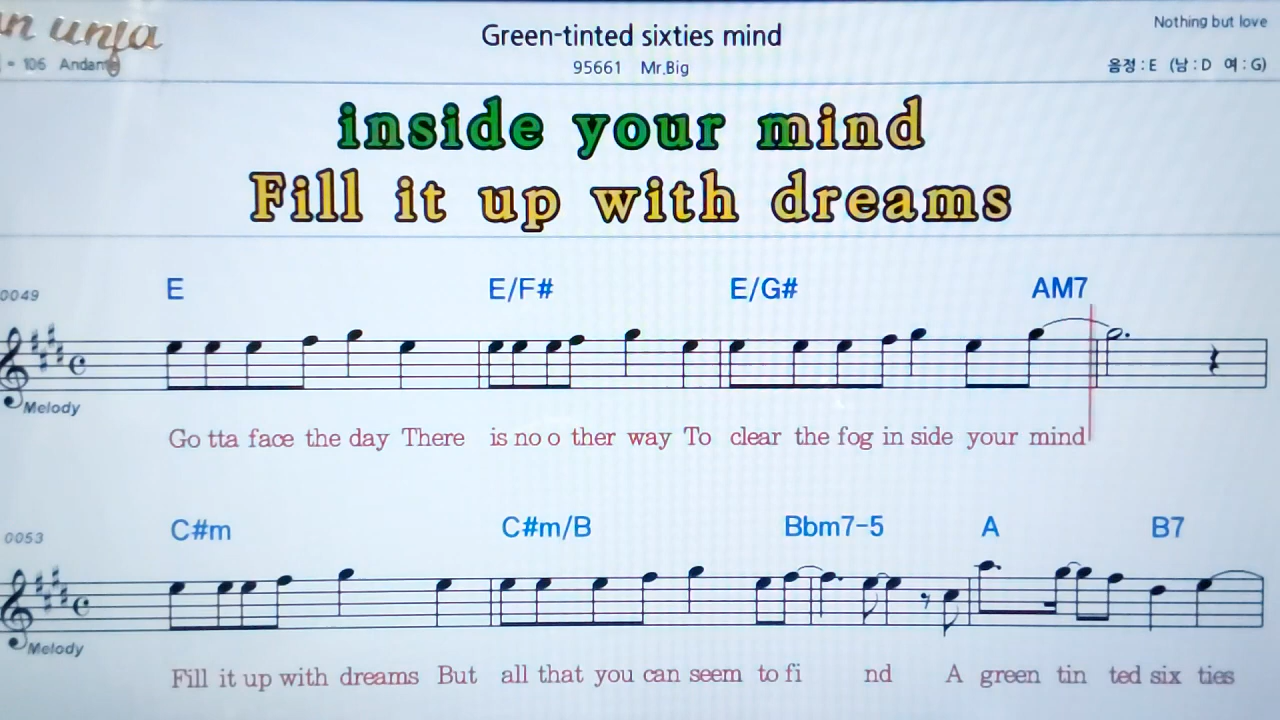 Nothing but love
Green-tinted sixties mind
= 106 Andante
95661 Mr.Big
음정 : E (남 : D 여 : G)
inside your mind
Fill it up with dreams
0049
E E/F# E/G# AM7
Melody
Go tta face the day There is no o ther way To clear the fog in side your mind
0053
C#m C#m/B Bbm7-5 A B7
Melody
Fill it up with dreams But all that you can seem to fi nd A green tin ted six ties